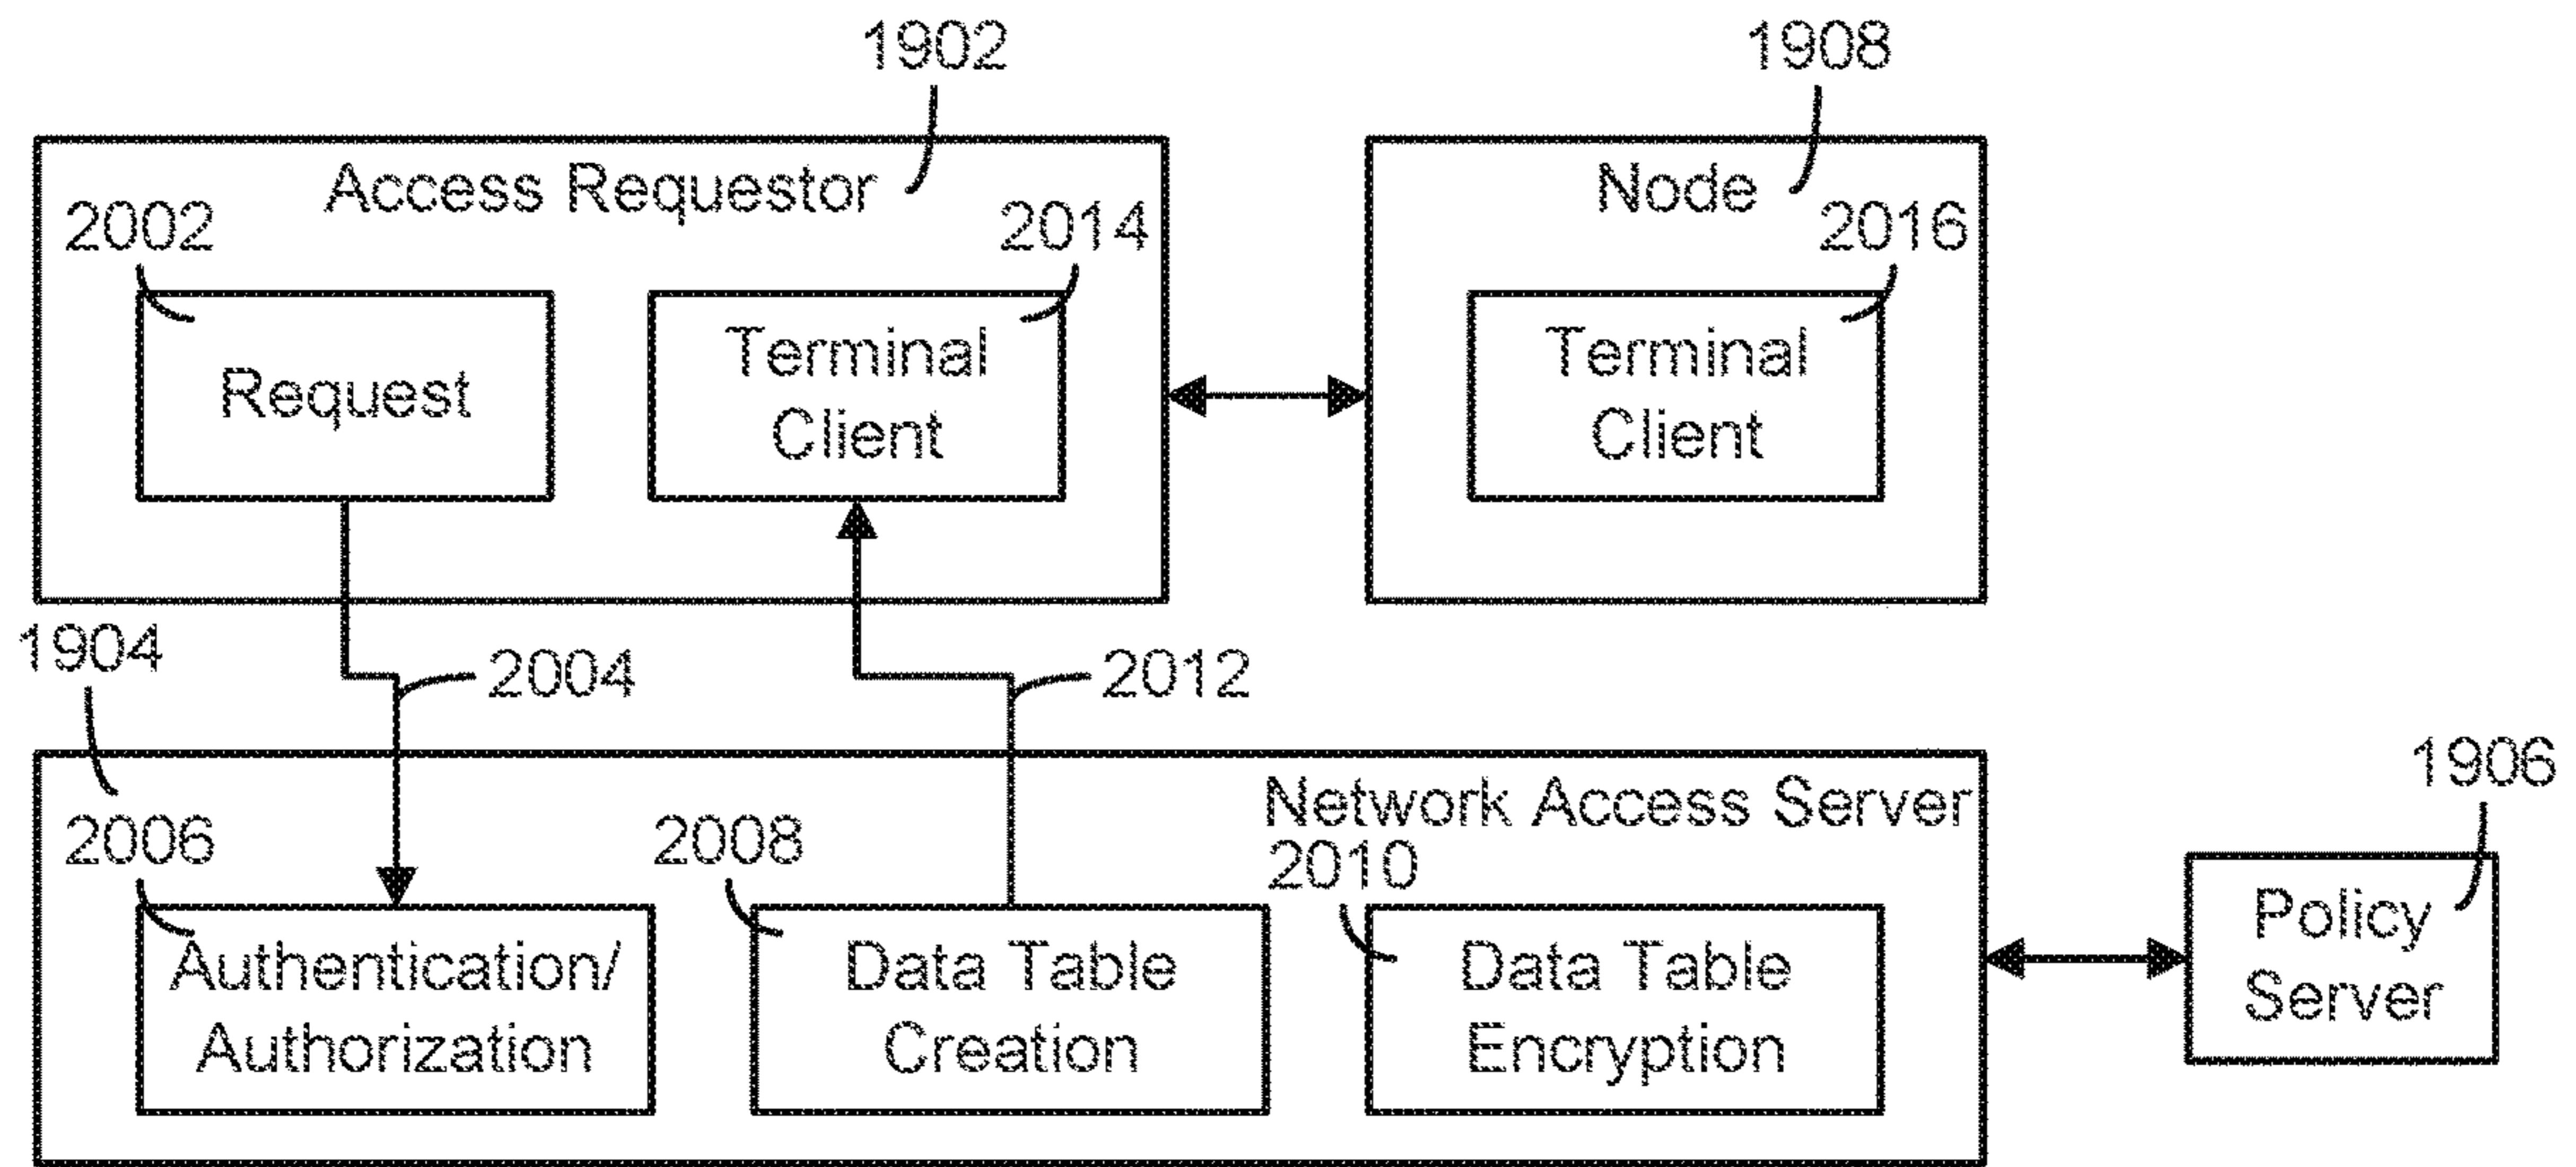 1902
1908
Access Requestor
Node
2002
2014
2016
Request
Terminal
Client
Terminal
Client
1904
2004
2012
Network Access Server
1906
2006
2008
2010
Authentication/
Authorization
Data Table
Creation
Data Table
Encryption
Policy
Server